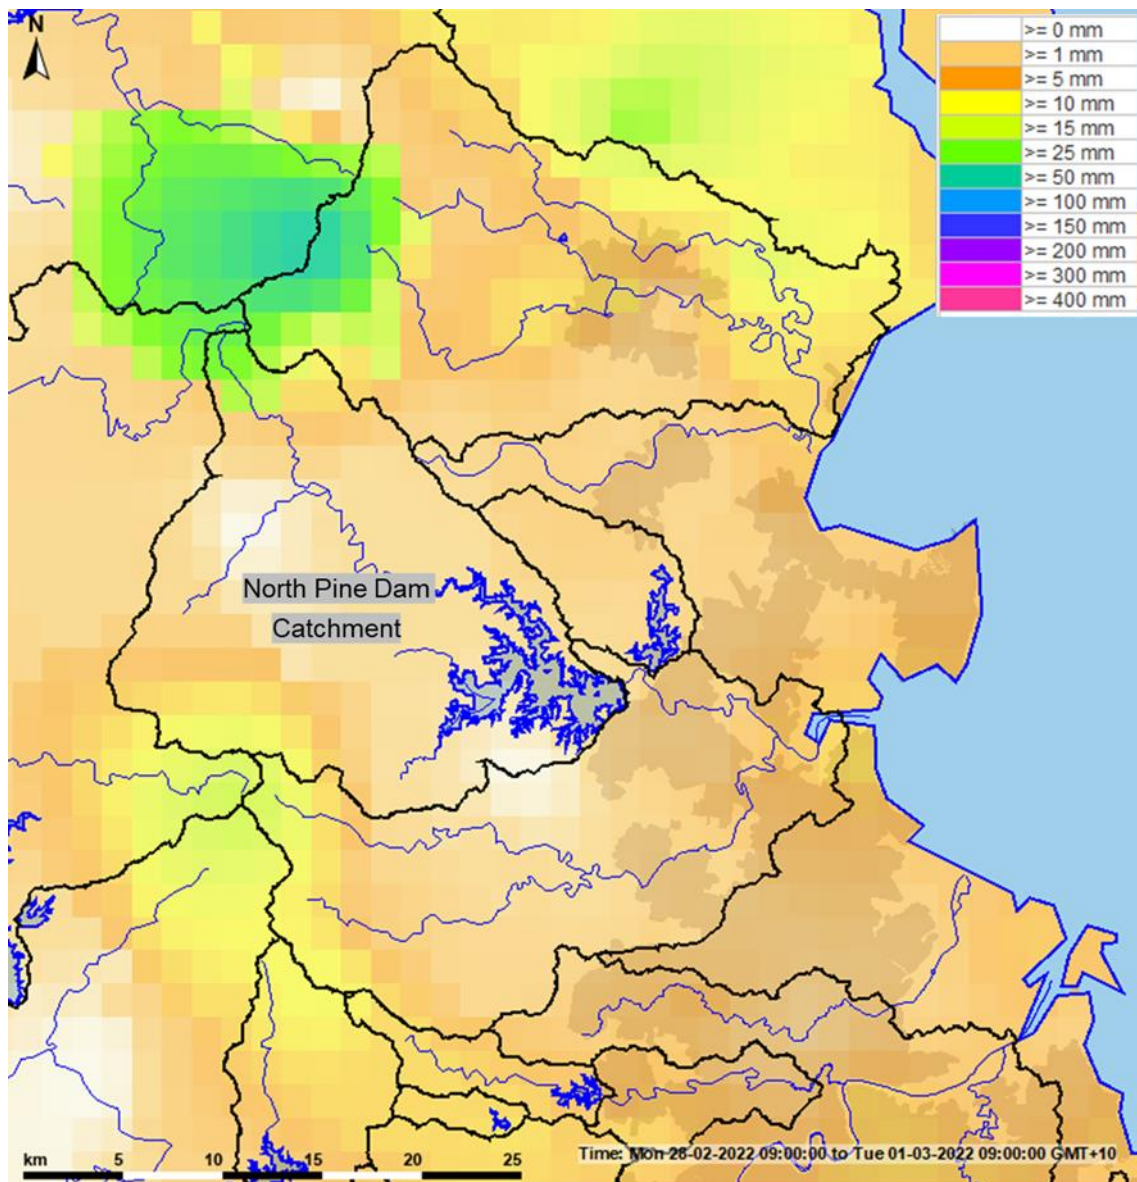 N
>= 0 mm
>= 1 mm
>= 5 mm
>= 10 mm
>= 15 mm
>= 25 mm
>= 50 mm
>= 100 mm
>= 150 mm
>= 200 mm
>= 300 mm
>= 400 mm
North Pine Dam
Catchment
km 5 10 15 20 25
Time: Mon 28-02-2022 09:00:00 to Tue 01-03-2022 09:00:00 GMT+10